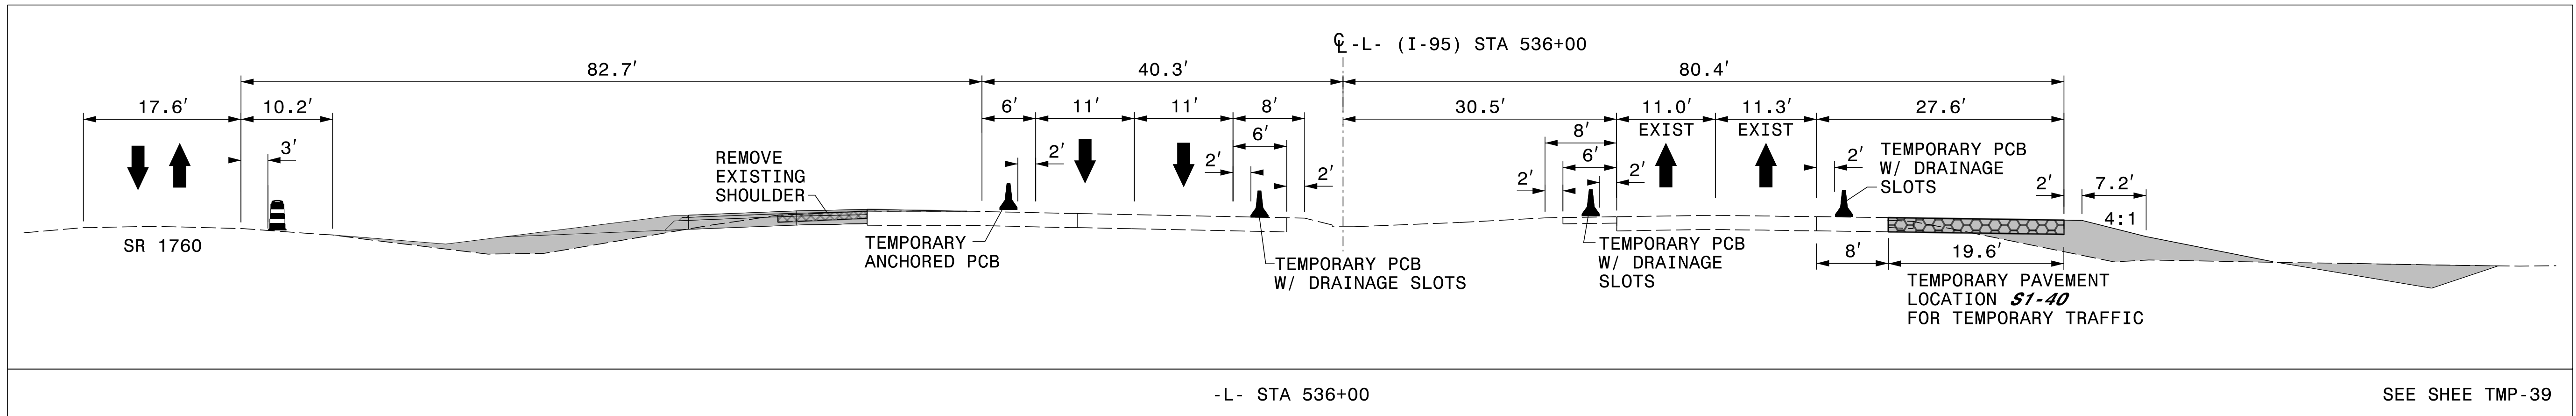 ℄ -L- (I-95) STA 536+00
82.7'
40.3'
80.4'
17.6'
10.2'
6'
11'
11'
8'
30.5'
11.0'
11.3'
27.6'
EXIST
EXIST
3'
2'
6'
2'
2'
8'
6'
2'
2'
2'
TEMPORARY PCB
W/ DRAINAGE
SLOTS
2'
7.2'
4:1
REMOVE
EXISTING
SHOULDER
SR 1760
TEMPORARY
ANCHORED PCB
TEMPORARY PCB
W/ DRAINAGE SLOTS
TEMPORARY PCB
W/ DRAINAGE
SLOTS
8'
19.6'
TEMPORARY PAVEMENT
LOCATION S1-40
FOR TEMPORARY TRAFFIC
-L- STA 536+00
SEE SHEE TMP-39